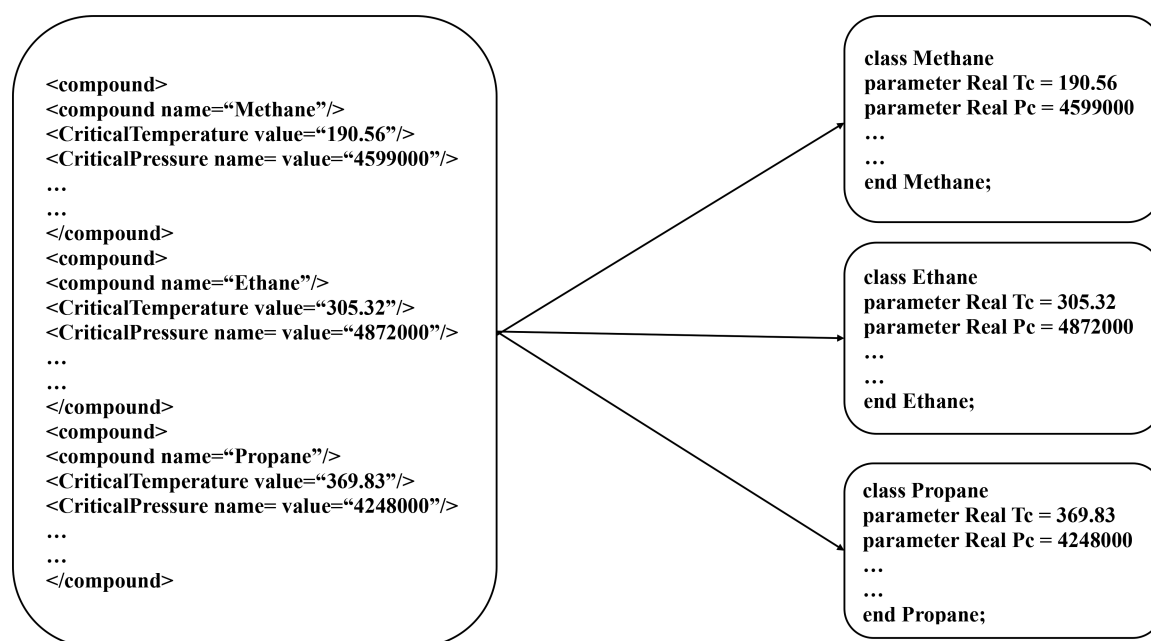 <compound>
<compound name=“Methane”/>
<CriticalTemperature value=“190.56”/>
<CriticalPressure name= value=“4599000”/>
…
…
</compound>
<compound>
<compound name=“Ethane”/>
<CriticalTemperature value=“305.32”/>
<CriticalPressure name= value=“4872000”/>
…
…
</compound>
<compound>
<compound name=“Propane”/>
<CriticalTemperature value=“369.83”/>
<CriticalPressure name= value=“4248000”/>
…
…
</compound>
class Methane
parameter Real Tc = 190.56
parameter Real Pc = 4599000
…
…
end Methane;
class Ethane
parameter Real Tc = 305.32
parameter Real Pc = 4872000
…
…
end Ethane;
class Propane
parameter Real Tc = 369.83
parameter Real Pc = 4248000
…
…
end Propane;